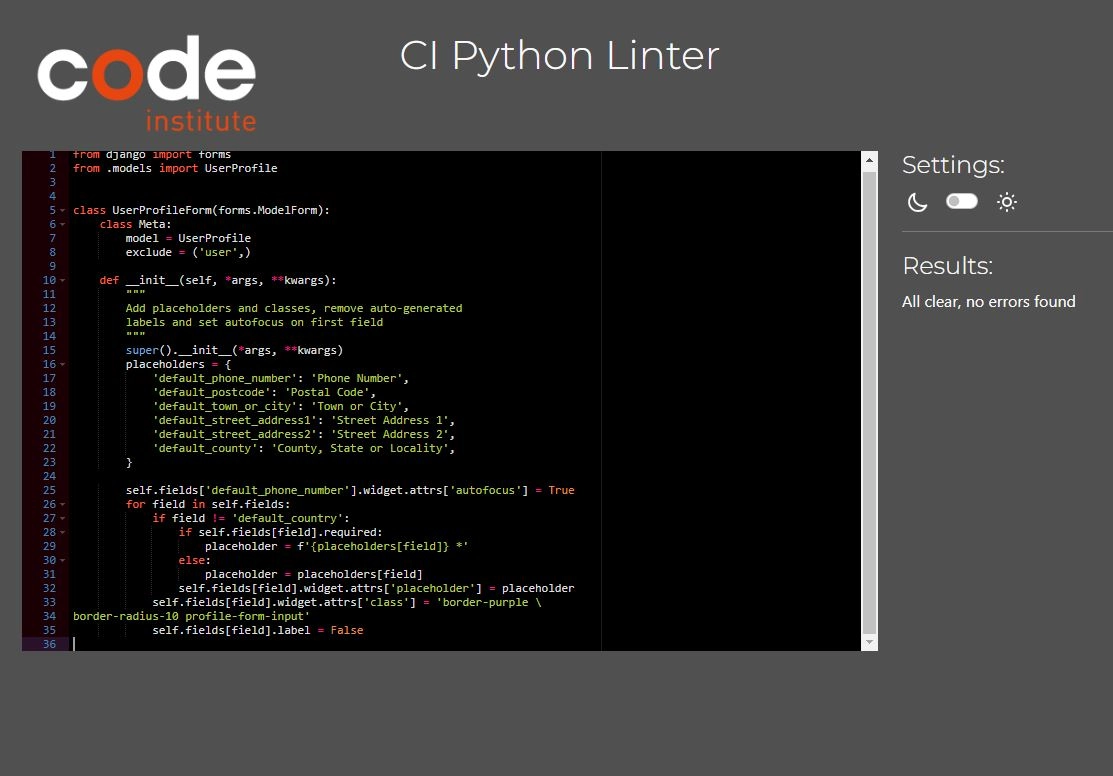 code
institute
CI Python Linter
1 from django import forms
2 from .models import UserProfile
3
4
5 class UserProfileForm(forms.ModelForm):
6     class Meta:
7         model = UserProfile
8         exclude = ('user',)
9
10     def __init__(self, *args, **kwargs):
11         """
12         Add placeholders and classes, remove auto-generated
13         labels and set autofocus on first field
14         """
15         super().__init__(*args, **kwargs)
16         placeholders = {
17             'default_phone_number': 'Phone Number',
18             'default_postcode': 'Postal Code',
19             'default_town_or_city': 'Town or City',
20             'default_street_address1': 'Street Address 1',
21             'default_street_address2': 'Street Address 2',
22             'default_county': 'County, State or Locality',
23         }
24
25         self.fields['default_phone_number'].widget.attrs['autofocus'] = True
26         for field in self.fields:
27             if field != 'default_country':
28                 if self.fields[field].required:
29                     placeholder = f'{placeholders[field]} *'
30                 else:
31                     placeholder = placeholders[field]
32                 self.fields[field].widget.attrs['placeholder'] = placeholder
33             self.fields[field].widget.attrs['class'] = 'border-purple \
34 border-radius-10 profile-form-input'
35             self.fields[field].label = False
36
Settings:
Results:
All clear, no errors found